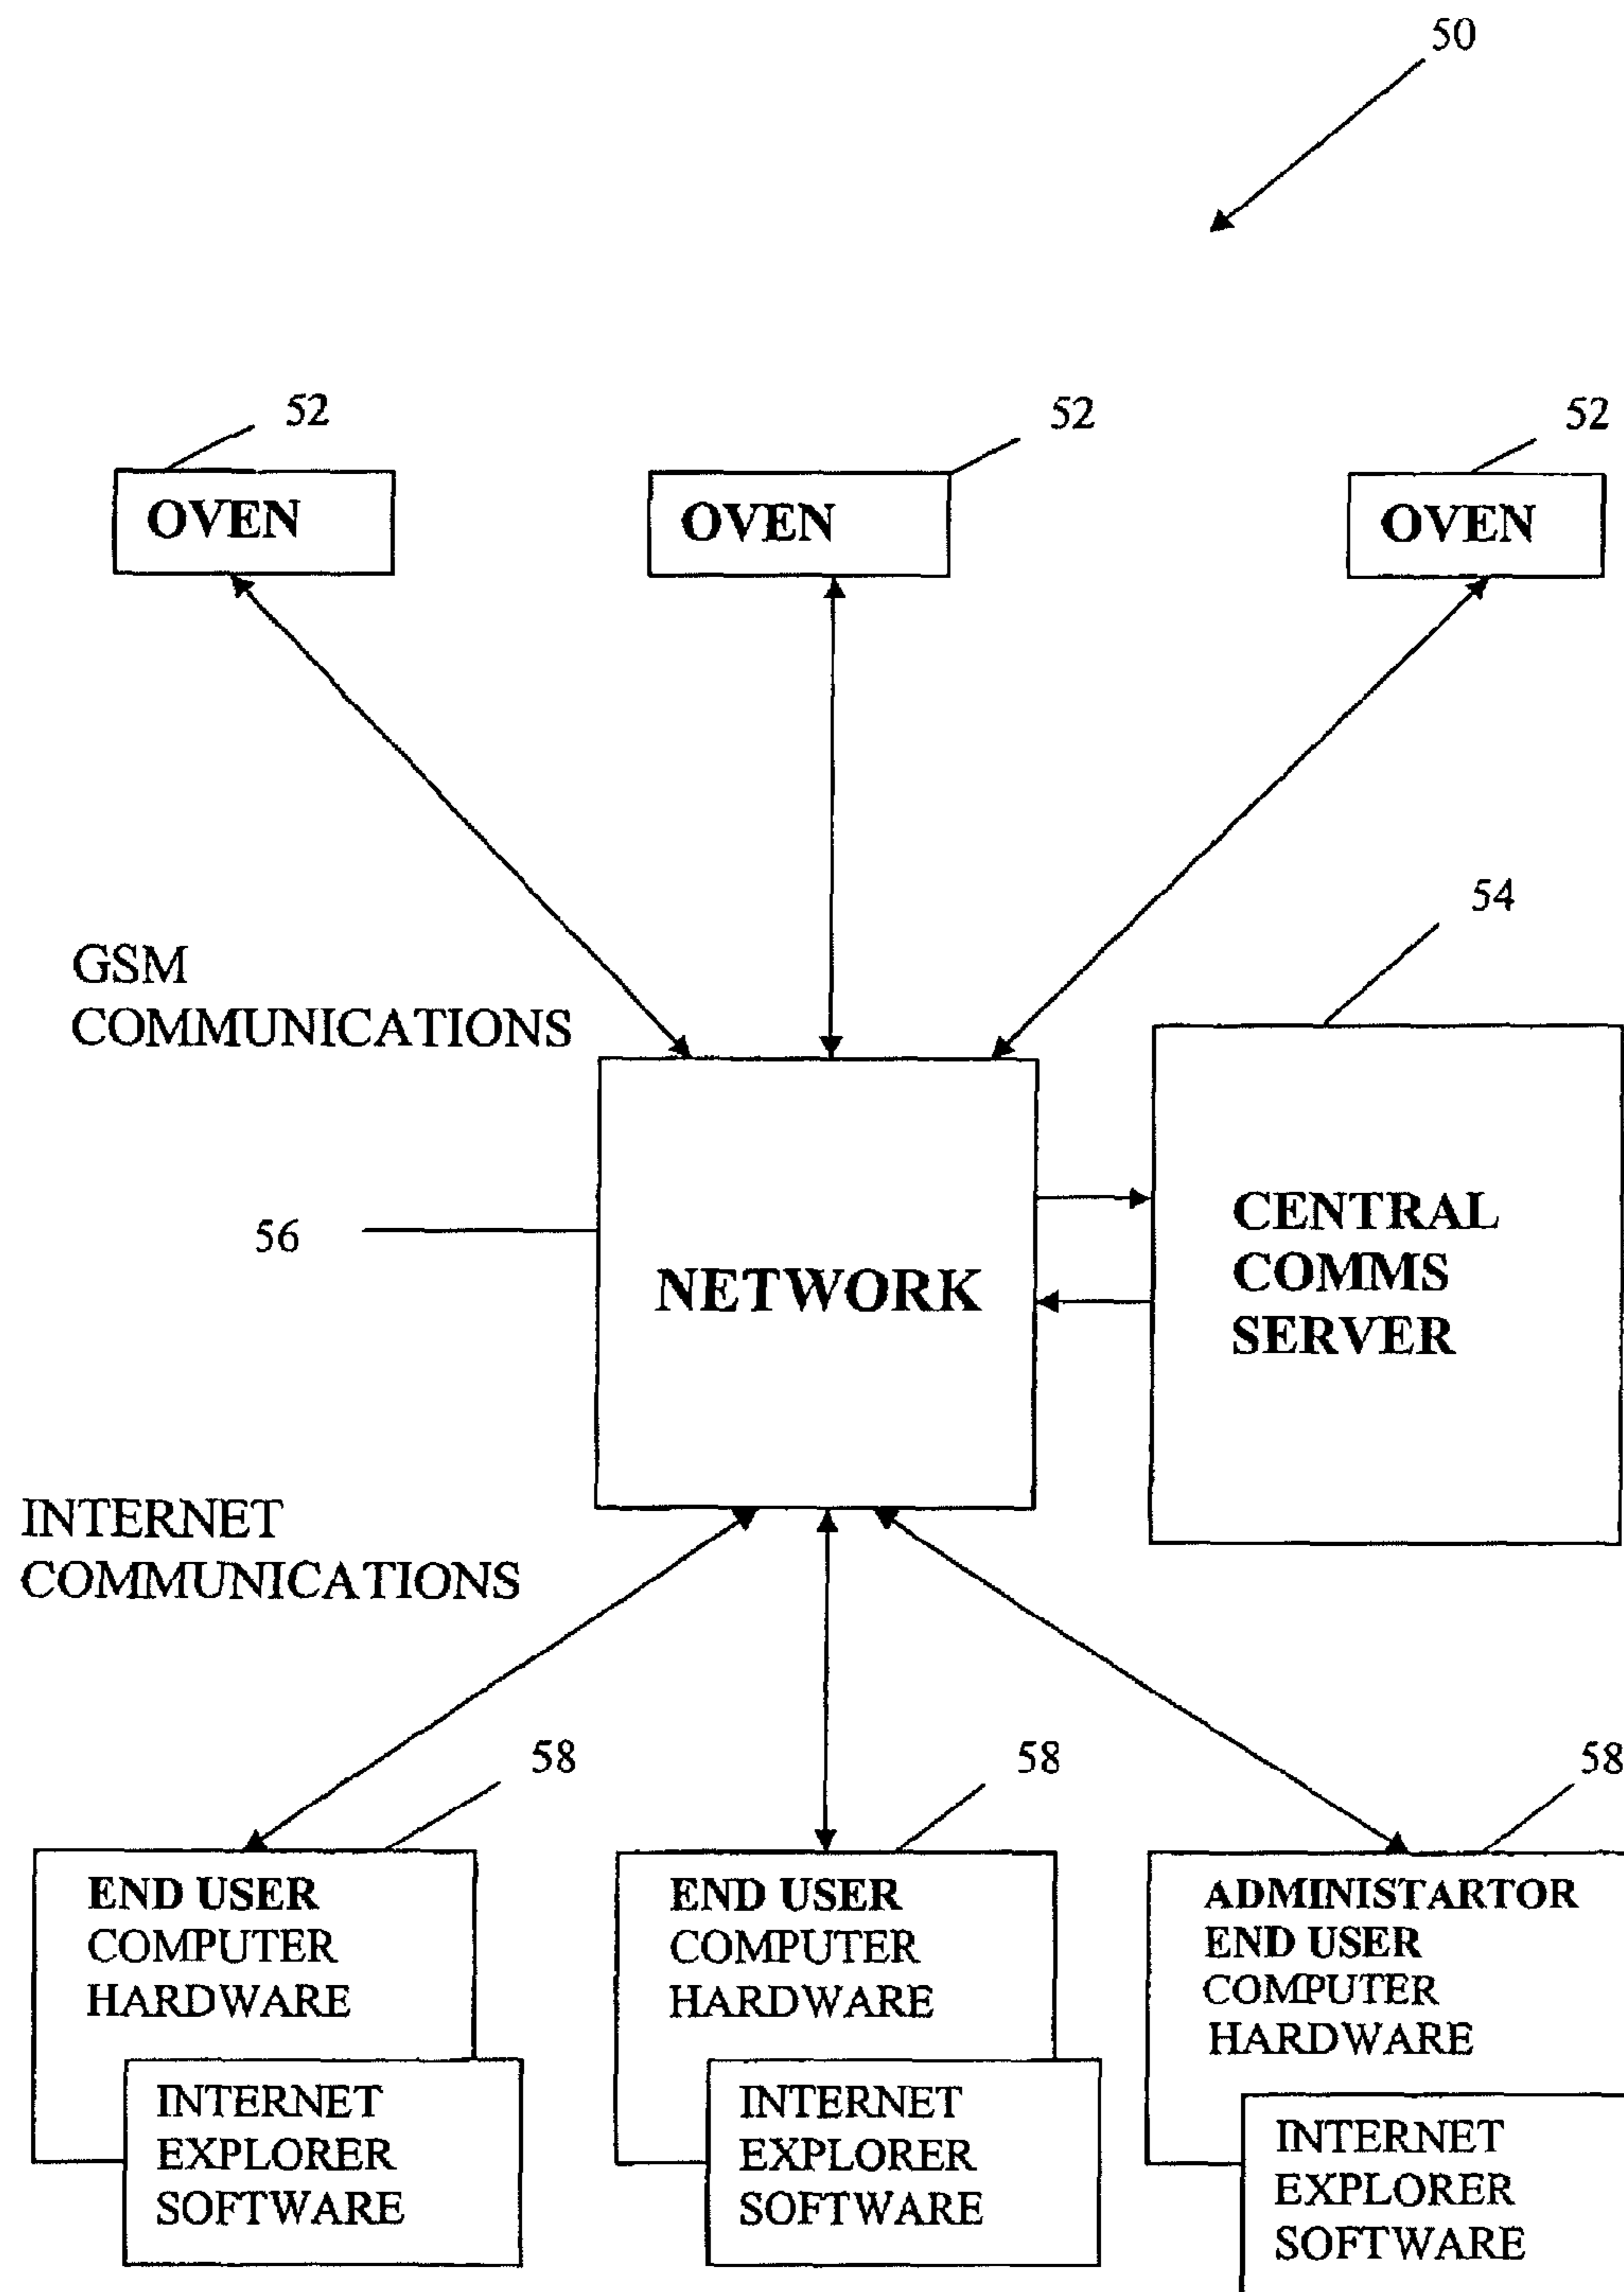 50
52
52
52
OVEN
OVEN
OVEN
54
GSM
COMMUNICATIONS
CENTRAL
COMMS
SERVER
56
NETWORK
INTERNET
COMMUNICATIONS
58
58
58
END USER
COMPUTER
HARDWARE
INTERNET
EXPLORER
SOFTWARE
END USER
COMPUTER
HARDWARE
INTERNET
EXPLORER
SOFTWARE
ADMINISTARTOR
END USER
COMPUTER
HARDWARE
INTERNET
EXPLORER
SOFTWARE